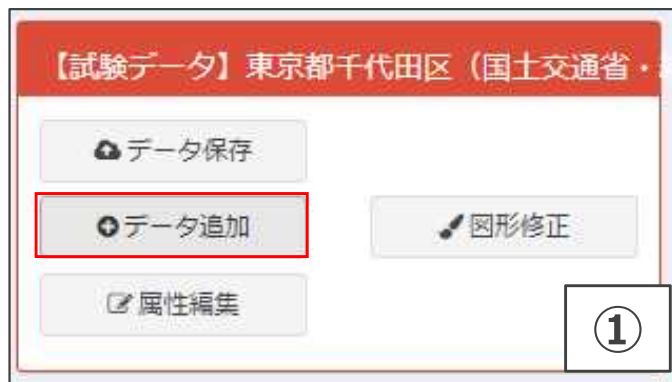 【試験データ】東京都千代田区（国土交通省・
データ保存
データ追加
図形修正
属性編集
①